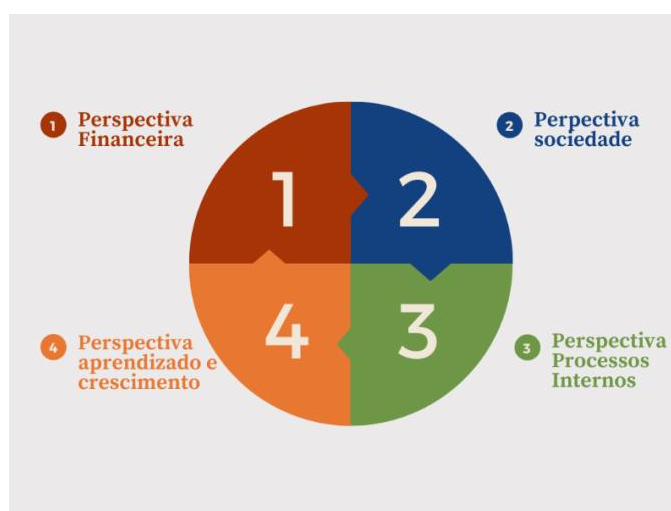 1 Perspectiva
Financeira
2 Perpectiva
sociedade
1
2
4
3
4 Perspectiva
aprendizado e
crescimento
3 Perspectiva
Processos
Internos